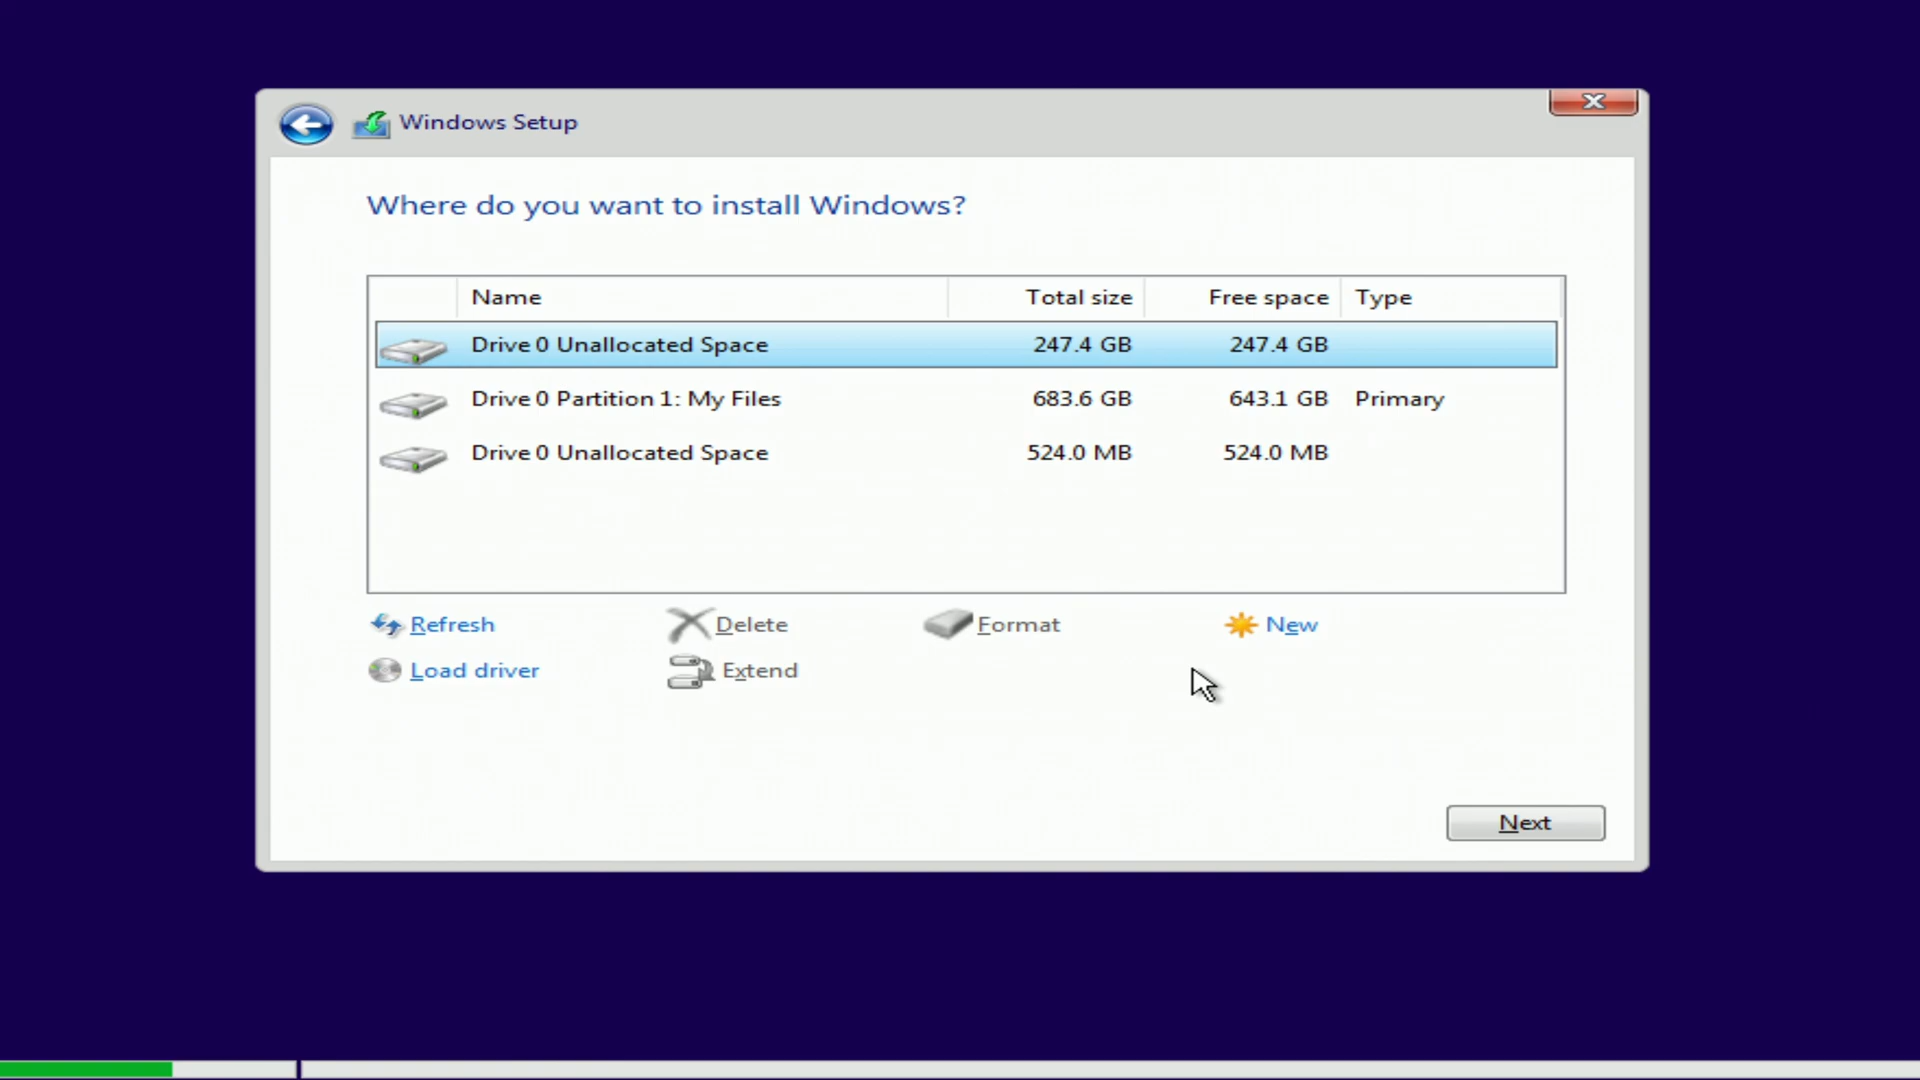 Windows Setup
Where do you want to install Windows?
Name Total size Free space Type
Drive 0 Unallocated Space 247.4 GB 247.4 GB
Drive 0 Partition 1: My Files 683.6 GB 643.1 GB Primary
Drive 0 Unallocated Space 524.0 MB 524.0 MB
Refresh Delete Format New
Load driver Extend
Next